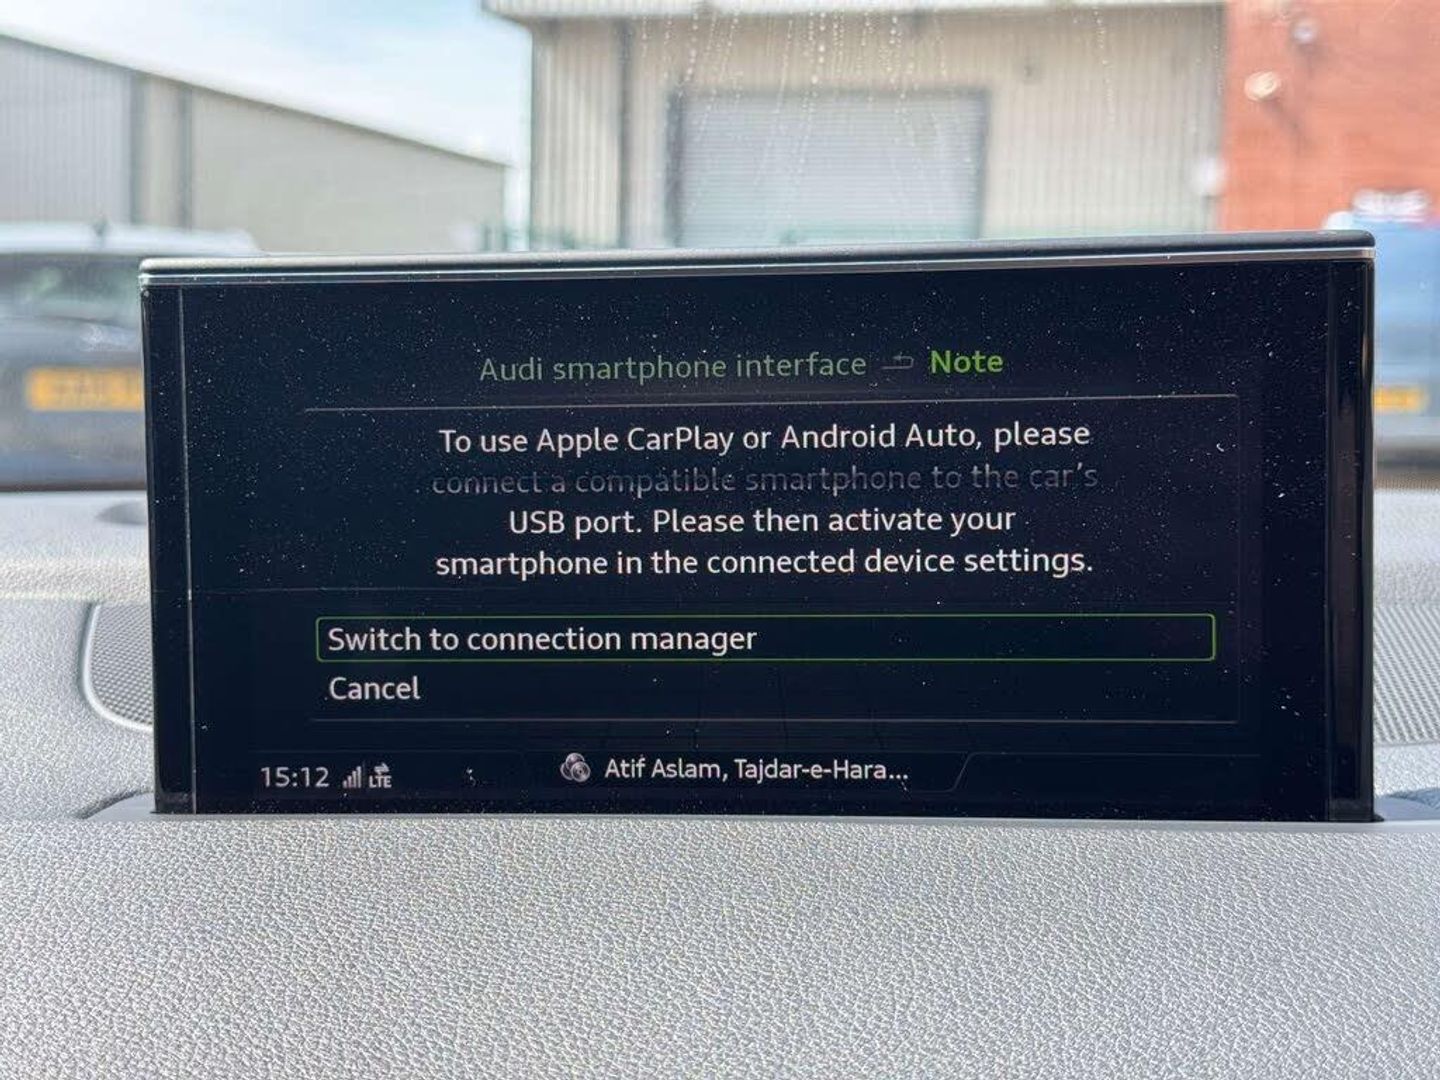 Audi smartphone interface Note
To use Apple CarPlay or Android Auto, please
connect a compatible smartphone to the car's
USB port. Please then activate your
smartphone in the connected device settings.
Switch to connection manager
Cancel
15:12 LTE Atif Aslam, Tajdar-e-Hara...